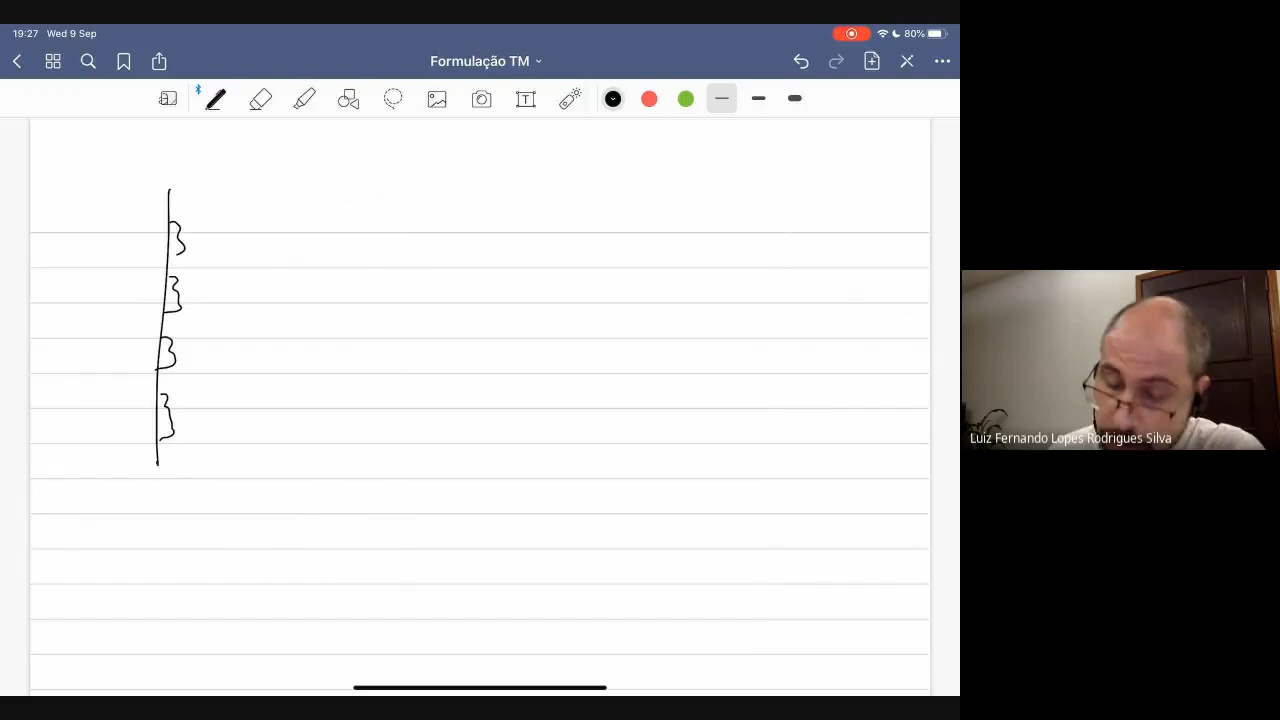 19:27 Wed 9 Sep
80%
Formulação TM
T
Luiz Fernando Lopes Rodrigues Silva